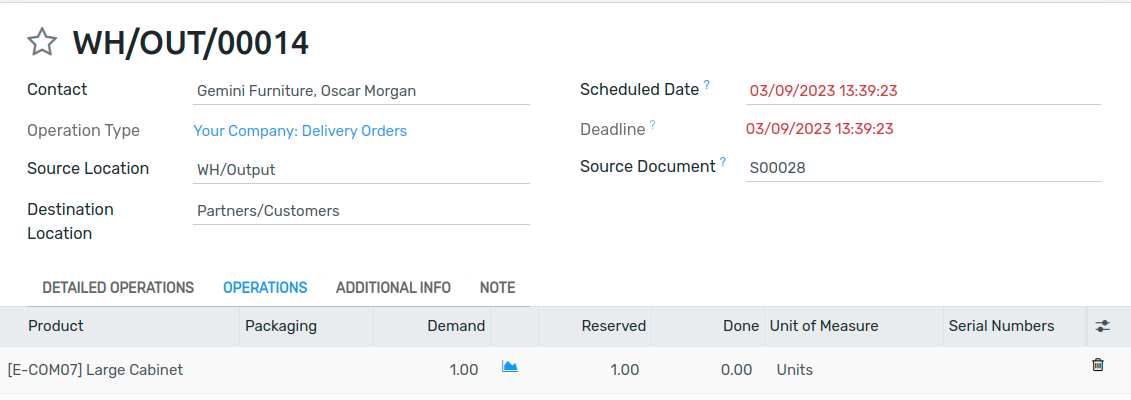 WH/OUT/00014
Contact Gemini Furniture, Oscar Morgan Scheduled Date ? 03/09/2023 13:39:23
Operation Type Your Company: Delivery Orders Deadline ? 03/09/2023 13:39:23
Source Location WH/Output Source Document ? S00028
Destination Location Partners/Customers
DETAILED OPERATIONS OPERATIONS ADDITIONAL INFO NOTE
Product Packaging Demand Reserved Done Unit of Measure Serial Numbers
[E-COM07] Large Cabinet 1.00 1.00 0.00 Units